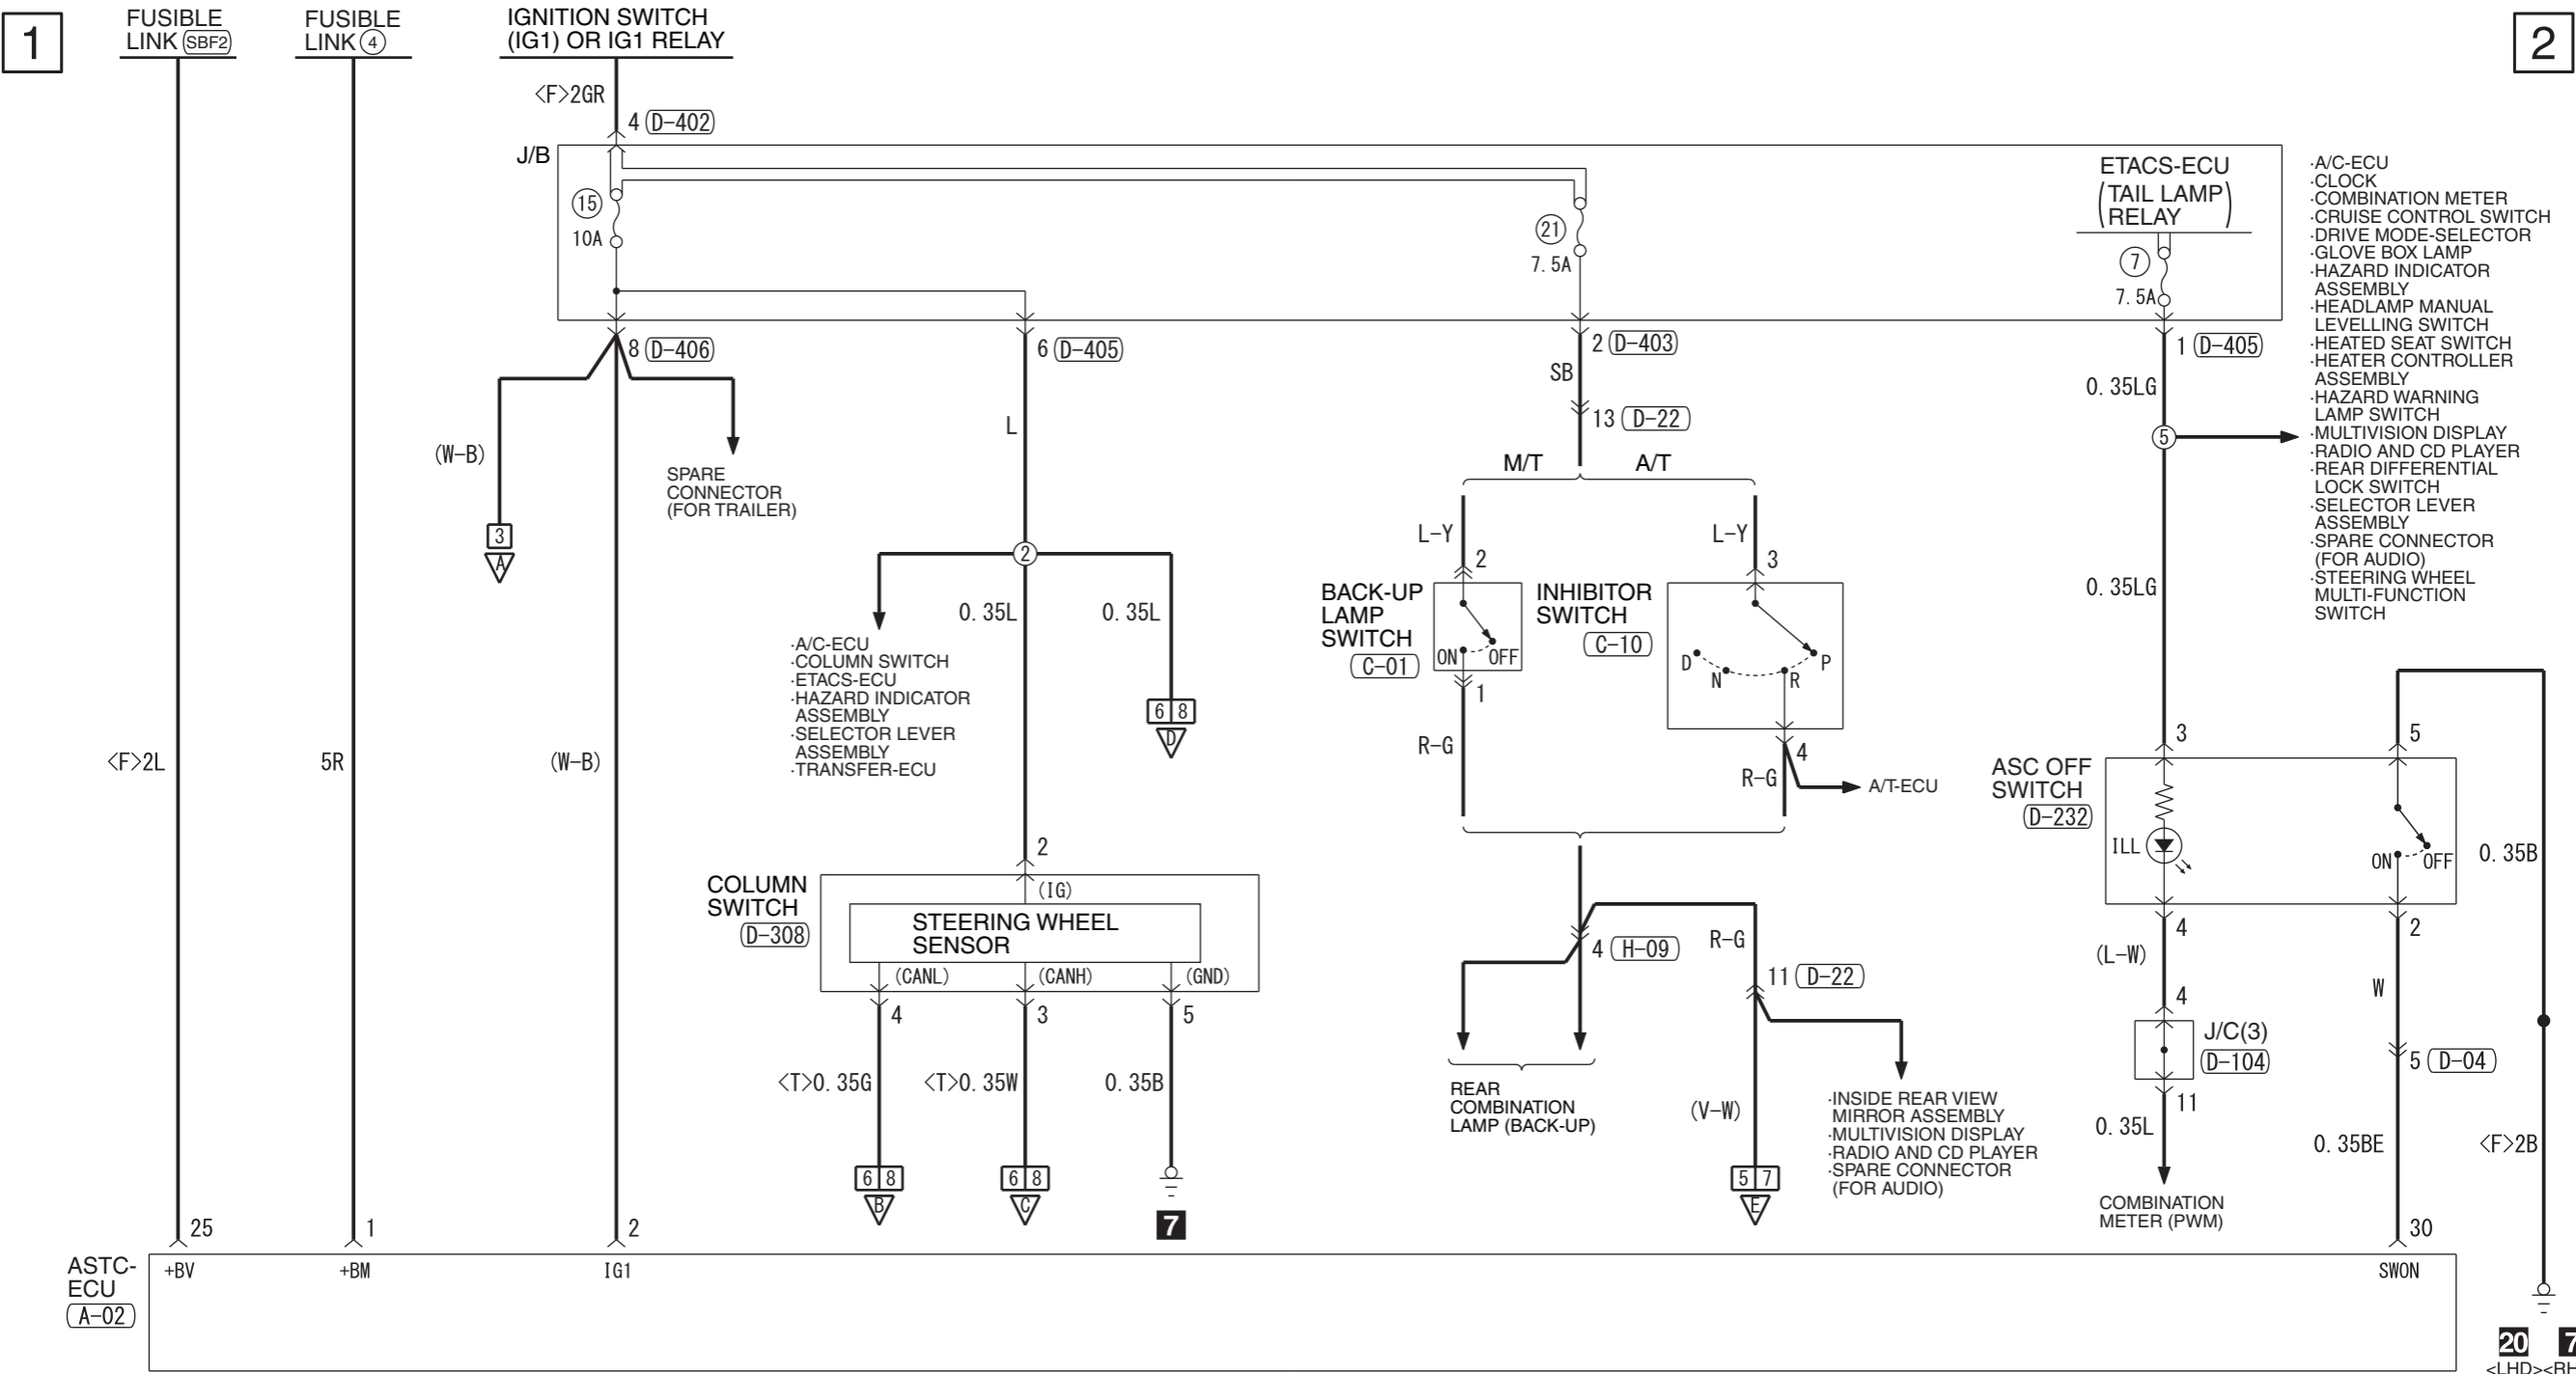 1
FUSIBLE
LINK SBF2
FUSIBLE
LINK 4
IGNITION SWITCH
(IG1) OR IG1 RELAY
2
<F>2GR
4 D-402
J/B
15
10A
21
7.5A
ETACS-ECU
(TAIL LAMP
RELAY)
7
7.5A
·A/C-ECU
·CLOCK
·COMBINATION METER
·CRUISE CONTROL SWITCH
·DRIVE MODE-SELECTOR
·GLOVE BOX LAMP
·HAZARD INDICATOR
ASSEMBLY
·HEADLAMP MANUAL
LEVELLING SWITCH
·HEATED SEAT SWITCH
·HEATER CONTROLLER
ASSEMBLY
·HAZARD WARNING
LAMP SWITCH
·MULTIVISION DISPLAY
·RADIO AND CD PLAYER
·REAR DIFFERENTIAL
LOCK SWITCH
·SELECTOR LEVER
ASSEMBLY
·SPARE CONNECTOR
(FOR AUDIO)
·STEERING WHEEL
MULTI-FUNCTION
SWITCH
8 D-406
6 D-405
2 D-403
1 D-405
SB
0.35LG
13 D-22
L
5
(W-B)
SPARE
CONNECTOR
(FOR TRAILER)
M/T
A/T
3
A
2
L-Y
L-Y
2
3
0.35L
0.35L
BACK-UP
LAMP
SWITCH
C-01
ON
OFF
1
INHIBITOR
SWITCH
C-10
D
N
R
P
4
0.35LG
·A/C-ECU
·COLUMN SWITCH
·ETACS-ECU
·HAZARD INDICATOR
ASSEMBLY
·SELECTOR LEVER
ASSEMBLY
·TRANSFER-ECU
6 8
D
<F>2L
5R
(W-B)
R-G
R-G
A/T-ECU
3
5
ASC OFF
SWITCH
D-232
ILL
ON
OFF
0.35B
2
COLUMN
SWITCH
D-308
(IG)
STEERING WHEEL
SENSOR
(CANL)
(CANH)
(GND)
4
3
5
4 H-09
R-G
11 D-22
4
2
(L-W)
W
4
J/C(3)
D-104
11
5 D-04
<T>0.35G
<T>0.35W
0.35B
REAR
COMBINATION
LAMP (BACK-UP)
(V-W)
·INSIDE REAR VIEW
MIRROR ASSEMBLY
·MULTIVISION DISPLAY
·RADIO AND CD PLAYER
·SPARE CONNECTOR
(FOR AUDIO)
0.35L
0.35BE
<F>2B
6 8
B
6 8
C
7
5 7
E
COMBINATION
METER (PWM)
25
1
2
30
ASTC-
ECU
A-02
+BV
+BM
IG1
SWON
20
7
<LHD><RH